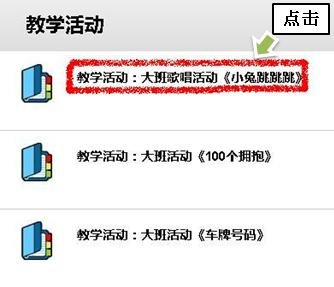 教学活动
点击
教学活动：大班歌唱活动《小兔跳跳跳》
教学活动：大班活动《100个拥抱》
教学活动：大班活动《车牌号码》